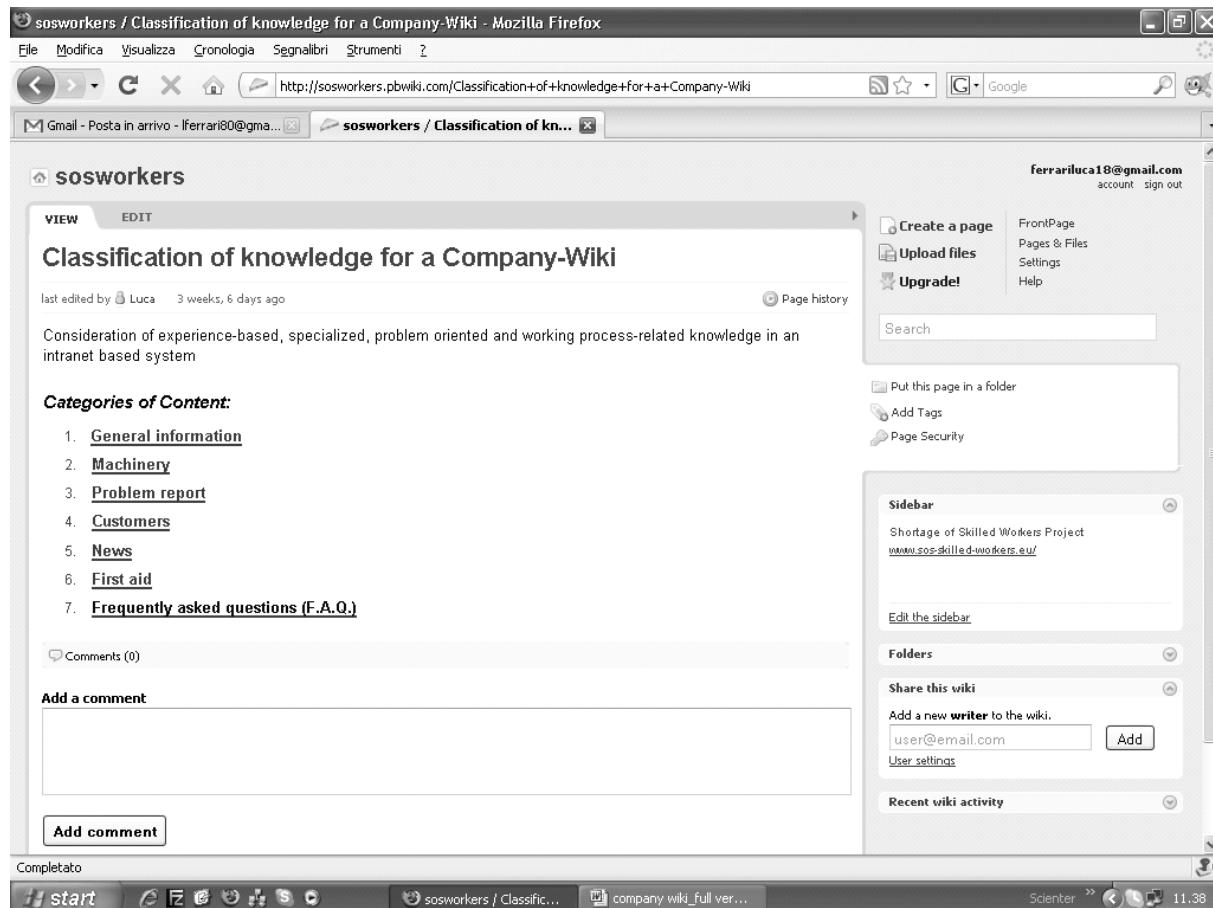 sosworkers / Classification of knowledge for a Company-Wiki - Mozilla Firefox
File Modifica Visualizza Cronologia Segnalibri Strumenti ?
http://sosworkers.pbwiki.com/Classification+of+knowledge+for+a+Company-Wiki
G Google
Gmail - Posta in arrivo - lferrari80@gma...
sosworkers / Classification of kn...
sosworkers
ferrariluca18@gmail.com
account sign out
VIEW EDIT
Classification of knowledge for a Company-Wiki
last edited by Luca 3 weeks, 6 days ago
Page history
Consideration of experience-based, specialized, problem oriented and working process-related knowledge in an
intranet based system
Categories of Content:
1. General information
2. Machinery
3. Problem report
4. Customers
5. News
6. First aid
7. Frequently asked questions (F.A.Q.)
Comments (0)
Add a comment
Add comment
Create a page
Upload files
Upgrade!
FrontPage
Pages & Files
Settings
Help
Search
Put this page in a folder
Add Tags
Page Security
Sidebar
Shortage of Skilled Workers Project
www.sos-skilled-workers.eu/
Edit the sidebar
Folders
Share this wiki
Add a new writer to the wiki.
user@email.com
Add
User settings
Recent wiki activity
Completato
start
sosworkers / Classific...
company wiki_full ver...
Scienter »
11.38